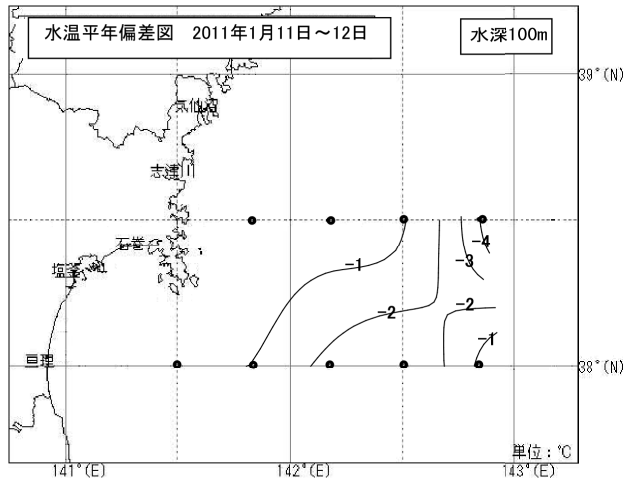 水温平年偏差図 2011年1月11日～12日
水深100m
39°(N)
気仙沼
志津川
石巻
塩釜
-4
-3
-1
-2
-2
-1
亘理
38°(N)
単位：℃
141°(E)
142°(E)
143°(E)